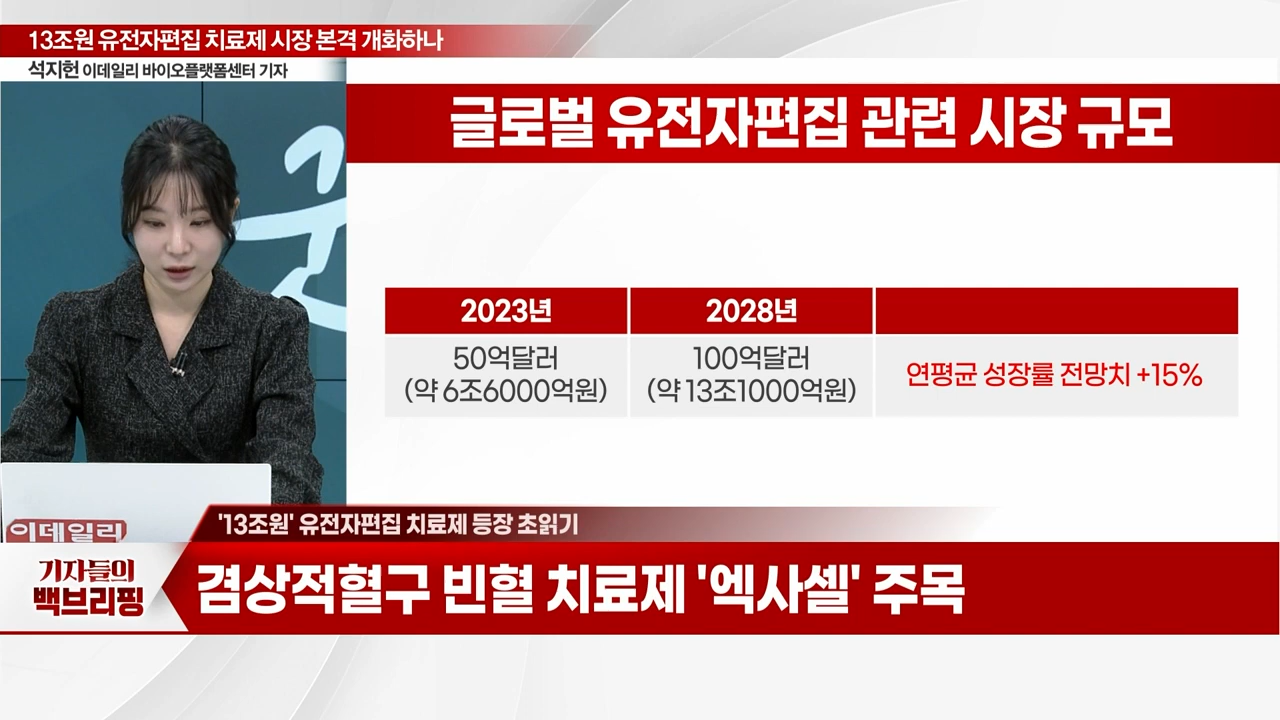 13조원 유전자편집 치료제 시장 본격 개화하나
석지헌 이데일리 바이오플랫폼센터 기자
글로벌 유전자편집 관련 시장 규모
2023년
2028년
50억달러
(약 6조6000억원)
100억달러
(약 13조1000억원)
연평균 성장률 전망치 +15%
이데일리
'13조원' 유전자편집 치료제 등장 초읽기
기자들의
백브리핑
겸상적혈구 빈혈 치료제 '엑사셀' 주목